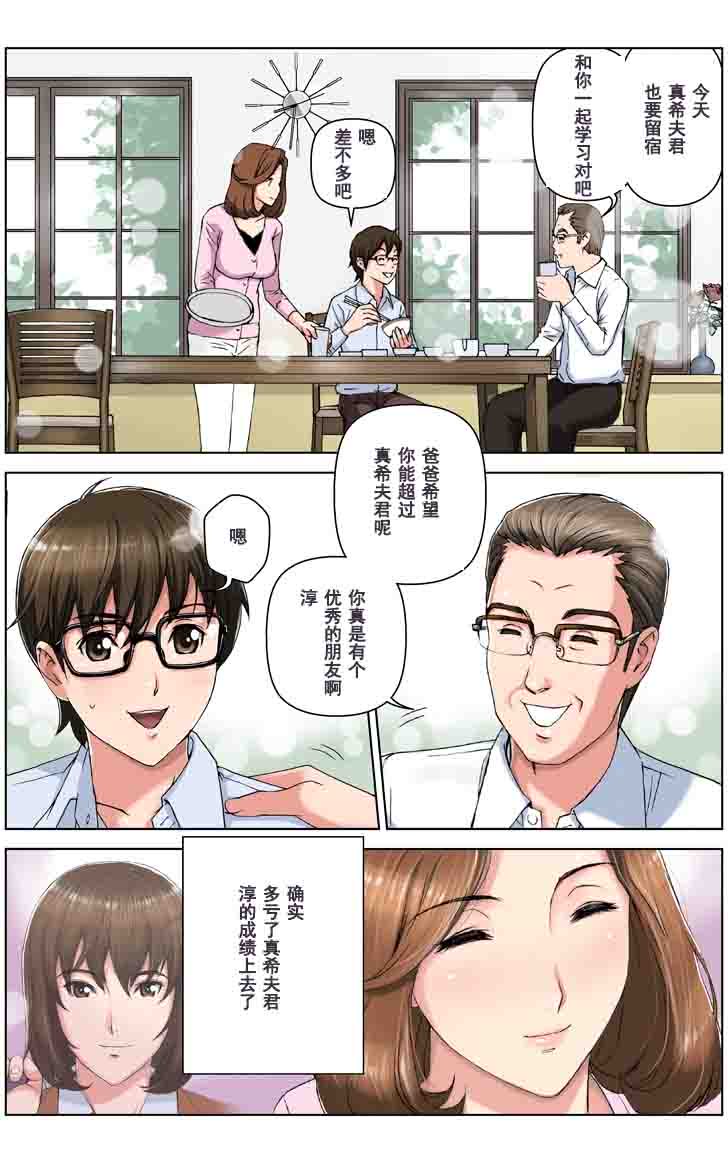 今天
真希夫君
也要留宿
和你一起学习对吧
嗯
差不多吧
爸爸希望
你能超过
真希夫君呢
嗯
你真是有个
优秀的朋友啊
淳
确实
多亏了真希夫君
淳的成绩上去了